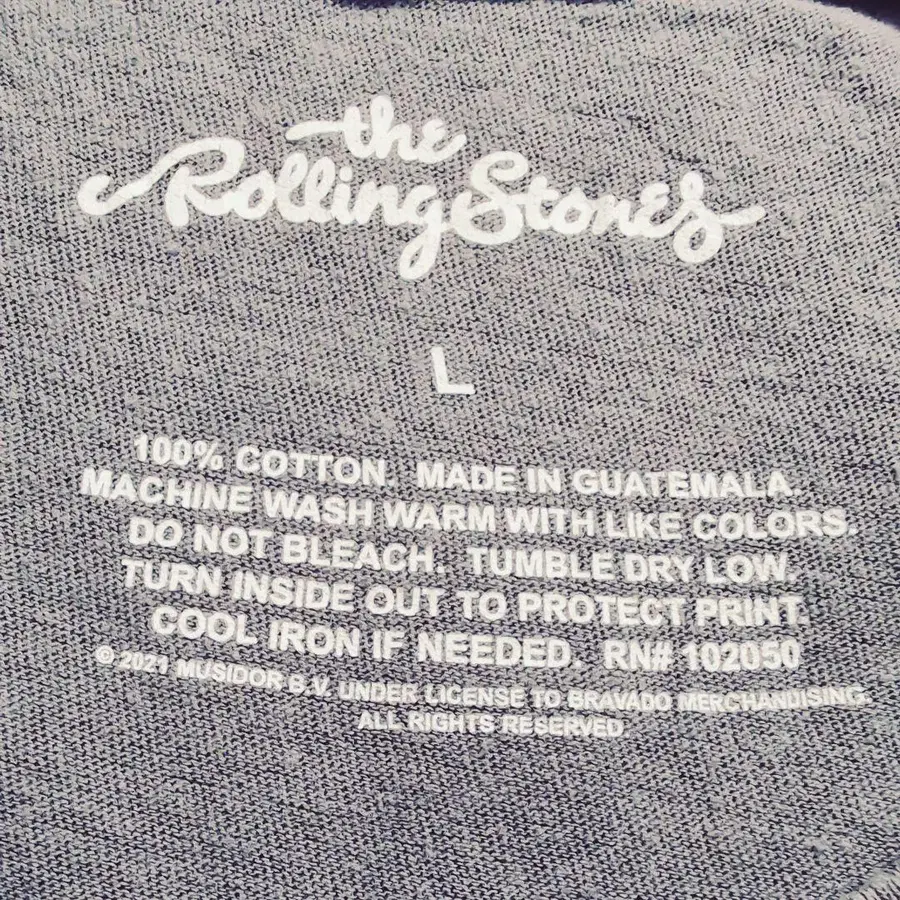 the
Rolling Stones
L
100% COTTON. MADE IN GUATEMALA.
MACHINE WASH WARM WITH LIKE COLORS.
DO NOT BLEACH. TUMBLE DRY LOW.
TURN INSIDE OUT TO PROTECT PRINT.
COOL IRON IF NEEDED. RN# 102050
© 2021 MUSIDOR B.V. UNDER LICENSE TO BRAVADO MERCHANDISING.
ALL RIGHTS RESERVED